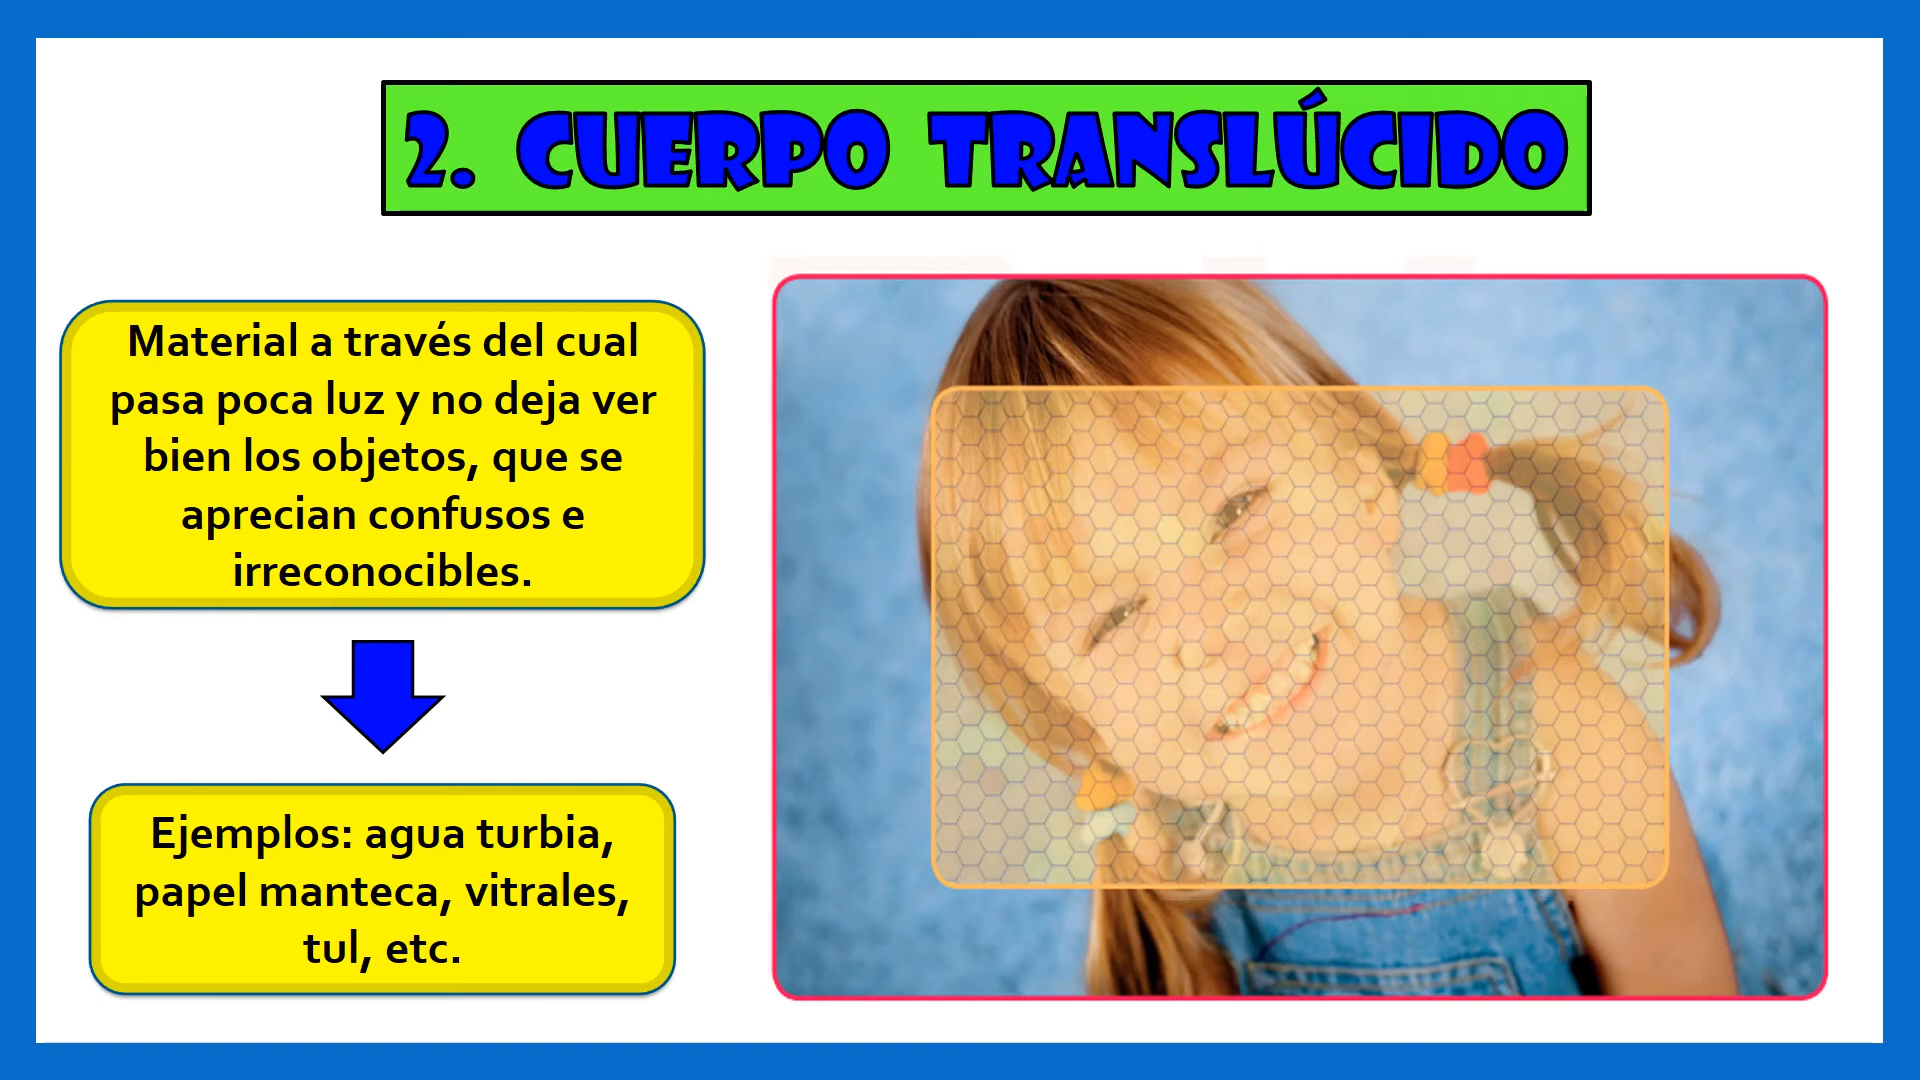 2. CUERPO TRANSLÚCIDO
Material a través del cual
pasa poca luz y no deja ver
bien los objetos, que se
aprecian confusos e
irreconocibles.
Ejemplos: agua turbia,
papel manteca, vitrales,
tul, etc.